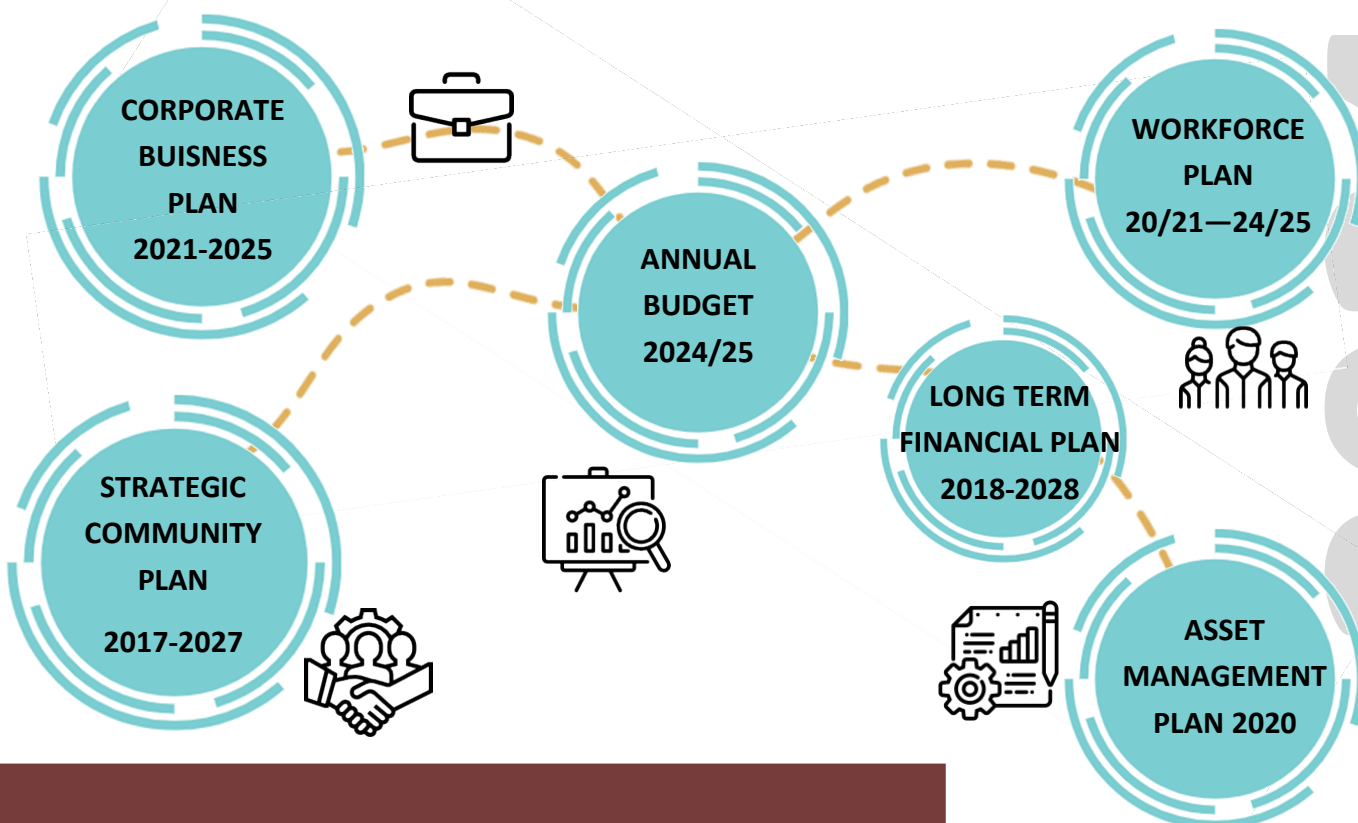 CORPORATE
BUISNESS
PLAN
2021-2025
STRATEGIC
COMMUNITY
PLAN
2017-2027
ANNUAL
BUDGET
2024/25
WORKFORCE
PLAN
20/21—24/25
LONG TERM
FINANCIAL PLAN
2018-2028
ASSET
MANAGEMENT
PLAN 2020